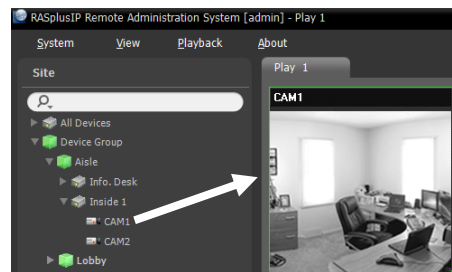 RASplusIP Remote Administration System [admin] - Play 1
System View Playback About
Site
Play 1
CAM1
All Devices
Device Group
Aisle
Info. Desk
Inside 1
CAM1
CAM2
Lobby